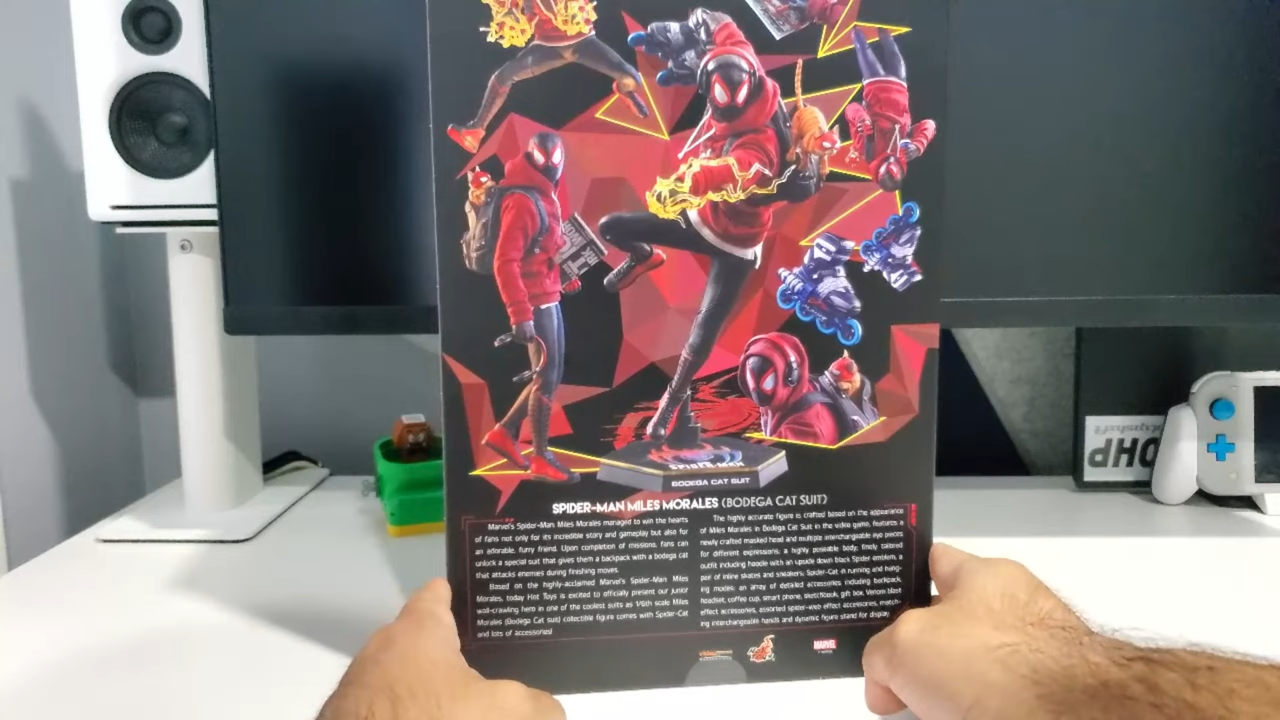 SPIDER-MAN
BODEGA CAT SUIT
SPIDER-MAN MILES MORALES (BODEGA CAT SUIT)
Marvel's Spider-Man Miles Morales managed to win the hearts
of fans not only for its incredible story and gameplay but also for
an adorable, furry friend. Upon completion of missions, fans can
unlock a special suit that gives them a backpack with a bodega cat
that attacks enemies during finishing moves.
Based on the highly-acclaimed Marvel's Spider-Man Miles
Morales, today Hot Toys is excited to officially present our junior
wall-crawling hero in one of the coolest suits as 1/6th scale Miles
Morales (Bodega Cat suit) collectible figure comes with Spider-Cat
and lots of accessories!
The highly accurate figure is crafted based on the appearance
of Miles Morales in Bodega Cat Suit in the video game, features a
newly crafted masked head and multiple interchangeable eye pieces
for different expressions; a highly poseable body; finely tailored
outfit including hoodie with an upside down black Spider emblem, a
pair of inline skates and sneakers; Spider-Cat in running and hang-
ing modes; an array of detailed accessories including backpack,
headset, coffee cup, smart phone, sketchbook, gift box, Venom blast
effect accessories, assorted spider-web effect accessories, match-
ing interchangeable hands and dynamic figure stand for display.
MARVEL